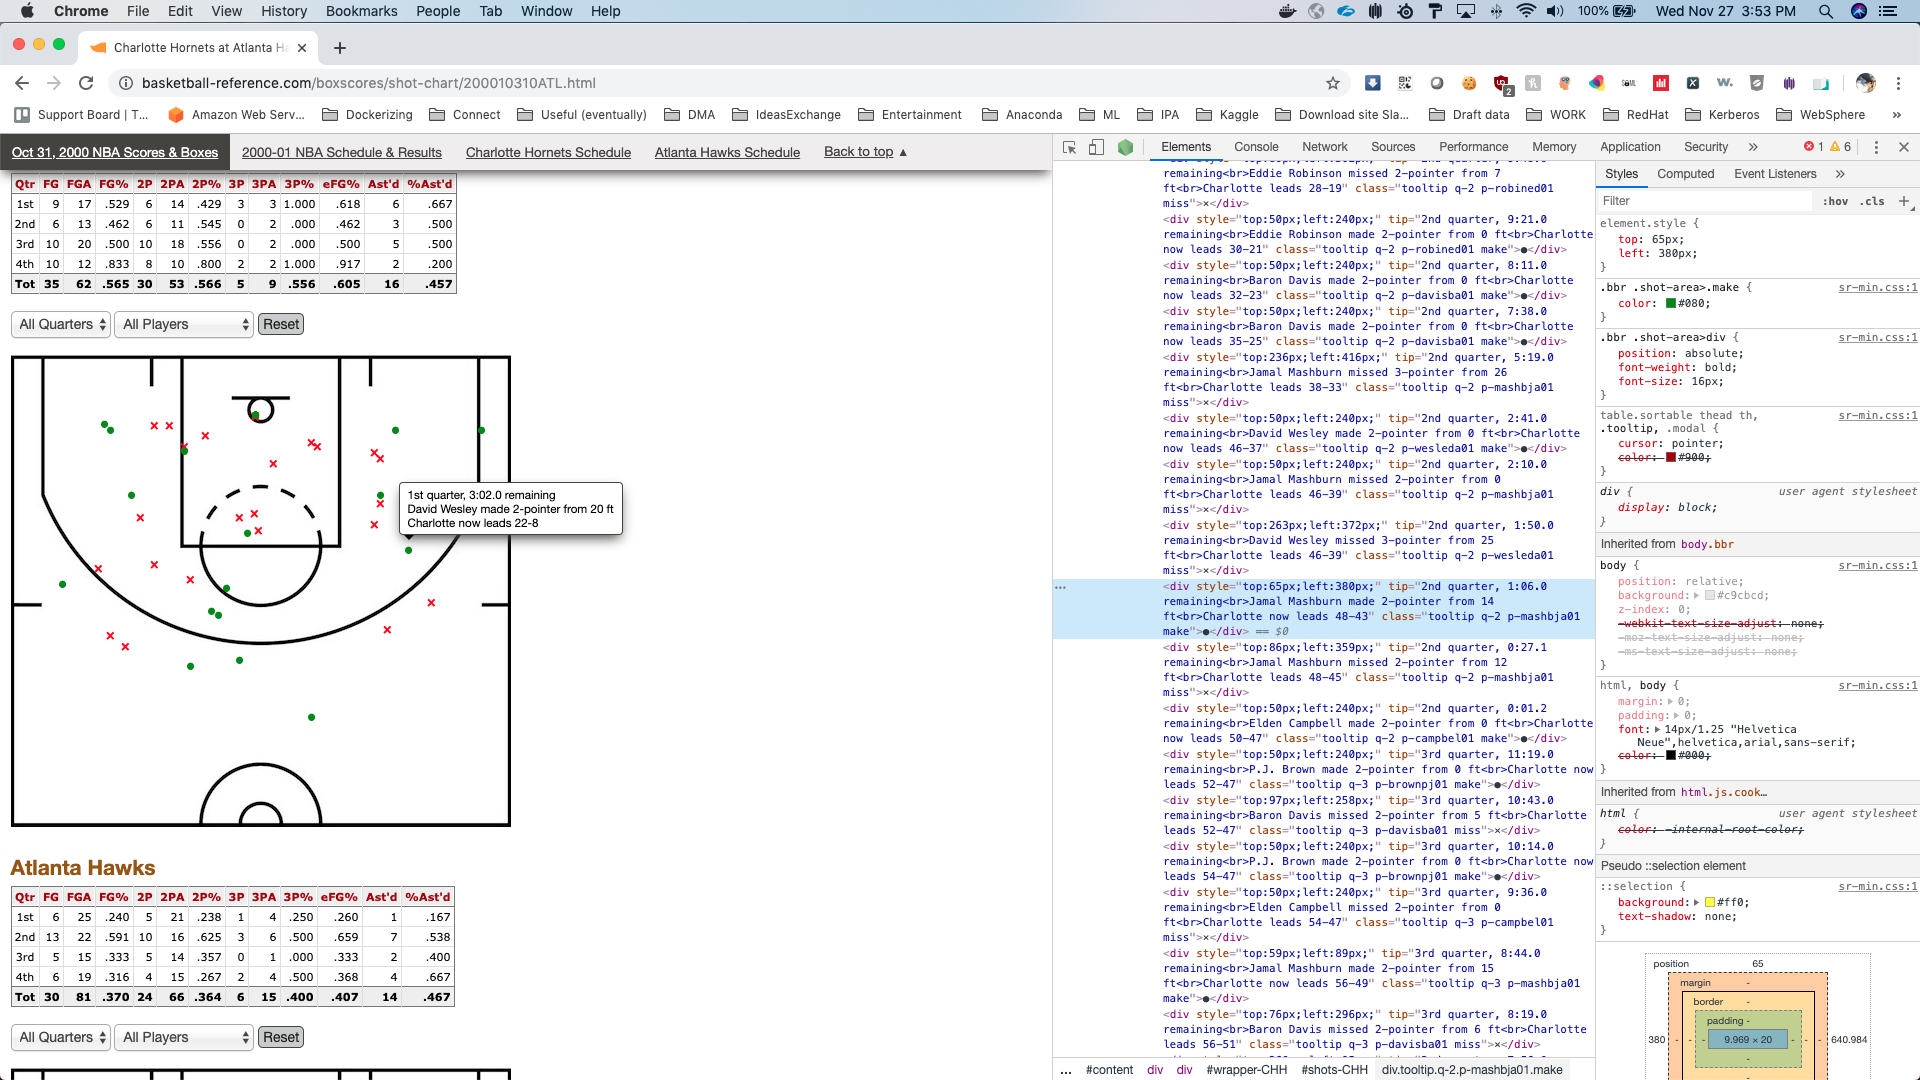 Chrome File Edit View History Bookmarks People Tab Window Help 100% Wed Nov 27 3:53 PM
Charlotte Hornets at Atlanta Ha
basketball-reference.com/boxscores/shot-chart/200010310ATL.html
Support Board | T... Amazon Web Serv... Dockerizing Connect Useful (eventually) DMA IdeasExchange Entertainment Anaconda ML IPA Kaggle Download site Sla... Draft data WORK RedHat Kerberos WebSphere »
Oct 31, 2000 NBA Scores & Boxes 2000-01 NBA Schedule & Results Charlotte Hornets Schedule Atlanta Hawks Schedule Back to top ▲
Qtr FG FGA FG% 2P 2PA 2P% 3P 3PA 3P% eFG% Ast'd %Ast'd
1st 9 17 .529 6 14 .429 3 3 1.000 .618 6 .667
2nd 6 13 .462 6 11 .545 0 2 .000 .462 3 .500
3rd 10 20 .500 10 18 .556 0 2 .000 .500 5 .500
4th 10 12 .833 8 10 .800 2 2 1.000 .917 2 .200
Tot 35 62 .565 30 53 .566 5 9 .556 .605 16 .457
All Quarters All Players Reset
1st quarter, 3:02.0 remaining
David Wesley made 2-pointer from 20 ft
Charlotte now leads 22-8
Atlanta Hawks
Qtr FG FGA FG% 2P 2PA 2P% 3P 3PA 3P% eFG% Ast'd %Ast'd
1st 6 25 .240 5 21 .238 1 4 .250 .260 1 .167
2nd 13 22 .591 10 16 .625 3 6 .500 .659 7 .538
3rd 5 15 .333 5 14 .357 0 1 .000 .333 2 .400
4th 6 19 .316 4 15 .267 2 4 .500 .368 4 .667
Tot 30 81 .370 24 66 .364 6 15 .400 .407 14 .467
All Quarters All Players Reset
Elements Console Network Sources Performance Memory Application Security » 1 6
remaining<br>Eddie Robinson missed 2-pointer from 7
ft<br>Charlotte leads 28-19" class="tooltip q-2 p-robined01
miss">×</div>
<div style="top:50px;left:240px;" tip="2nd quarter, 9:21.0
remaining<br>Eddie Robinson made 2-pointer from 0 ft<br>Charlotte
now leads 30-21" class="tooltip q-2 p-robined01 make">●</div>
<div style="top:50px;left:240px;" tip="2nd quarter, 8:11.0
remaining<br>Baron Davis made 2-pointer from 0 ft<br>Charlotte
now leads 32-23" class="tooltip q-2 p-davisba01 make">●</div>
<div style="top:50px;left:240px;" tip="2nd quarter, 7:38.0
remaining<br>Baron Davis made 2-pointer from 0 ft<br>Charlotte
now leads 35-25" class="tooltip q-2 p-davisba01 make">●</div>
<div style="top:236px;left:416px;" tip="2nd quarter, 5:19.0
remaining<br>Jamal Mashburn missed 3-pointer from 26
ft<br>Charlotte leads 38-33" class="tooltip q-2 p-mashbja01
miss">×</div>
<div style="top:50px;left:240px;" tip="2nd quarter, 2:41.0
remaining<br>David Wesley made 2-pointer from 0 ft<br>Charlotte
now leads 46-37" class="tooltip q-2 p-wesleda01 make">●</div>
<div style="top:50px;left:240px;" tip="2nd quarter, 2:10.0
remaining<br>Jamal Mashburn missed 2-pointer from 0
ft<br>Charlotte leads 46-39" class="tooltip q-2 p-mashbja01
miss">×</div>
<div style="top:263px;left:372px;" tip="2nd quarter, 1:50.0
remaining<br>David Wesley missed 3-pointer from 25
ft<br>Charlotte leads 46-39" class="tooltip q-2 p-wesleda01
miss">×</div>
<div style="top:65px;left:380px;" tip="2nd quarter, 1:06.0
remaining<br>Jamal Mashburn made 2-pointer from 14
ft<br>Charlotte now leads 48-43" class="tooltip q-2 p-mashbja01
make">●</div> == $0
<div style="top:86px;left:359px;" tip="2nd quarter, 0:27.1
remaining<br>Jamal Mashburn missed 2-pointer from 12
ft<br>Charlotte leads 48-45" class="tooltip q-2 p-mashbja01
miss">×</div>
<div style="top:50px;left:240px;" tip="2nd quarter, 0:01.2
remaining<br>Elden Campbell made 2-pointer from 0 ft<br>Charlotte
now leads 50-47" class="tooltip q-2 p-campbel01 make">●</div>
<div style="top:50px;left:240px;" tip="3rd quarter, 11:19.0
remaining<br>P.J. Brown made 2-pointer from 0 ft<br>Charlotte now
leads 52-47" class="tooltip q-3 p-brownpj01 make">●</div>
<div style="top:97px;left:258px;" tip="3rd quarter, 10:43.0
remaining<br>Baron Davis missed 2-pointer from 5 ft<br>Charlotte
leads 52-47" class="tooltip q-3 p-davisba01 miss">×</div>
<div style="top:50px;left:240px;" tip="3rd quarter, 10:14.0
remaining<br>P.J. Brown made 2-pointer from 0 ft<br>Charlotte now
leads 54-47" class="tooltip q-3 p-brownpj01 make">●</div>
<div style="top:50px;left:240px;" tip="3rd quarter, 9:36.0
remaining<br>Elden Campbell missed 2-pointer from 0
ft<br>Charlotte leads 54-47" class="tooltip q-3 p-campbel01
miss">×</div>
<div style="top:59px;left:89px;" tip="3rd quarter, 8:44.0
remaining<br>Jamal Mashburn made 2-pointer from 15
ft<br>Charlotte now leads 56-49" class="tooltip q-3 p-mashbja01
make">●</div>
<div style="top:76px;left:296px;" tip="3rd quarter, 8:19.0
remaining<br>Baron Davis missed 2-pointer from 6 ft<br>Charlotte
leads 56-51" class="tooltip q-3 p-davisba01 miss">×</div>
... #content div div #wrapper-CHH #shots-CHH div.tooltip.q-2.p-mashbja01.make
Styles Computed Event Listeners »
Filter :hov .cls +
element.style {
top: 65px;
left: 380px;
}
.bbr .shot-area>.make { sr-min.css:1
color: #080;
}
.bbr .shot-area>div { sr-min.css:1
position: absolute;
font-weight: bold;
font-size: 16px;
}
table.sortable thead th, sr-min.css:1
.tooltip, .modal {
cursor: pointer;
color: #900;
}
div { user agent stylesheet
display: block;
}
Inherited from body.bbr
body { sr-min.css:1
position: relative;
background: #c9cbcd;
z-index: 0;
-webkit-text-size-adjust: none;
-moz-text-size-adjust: none;
-ms-text-size-adjust: none;
}
html, body { sr-min.css:1
margin: 0;
padding: 0;
font: 14px/1.25 "Helvetica
Neue",helvetica,arial,sans-serif;
color: #000;
}
Inherited from html.js.cook...
html { user agent stylesheet
color: -internal-root-color;
}
Pseudo ::selection element
::selection { sr-min.css:1
background: #ff0;
text-shadow: none;
}
position 65
margin -
border -
padding -
380 - - - 9.969 × 20 - - - 640.984
-